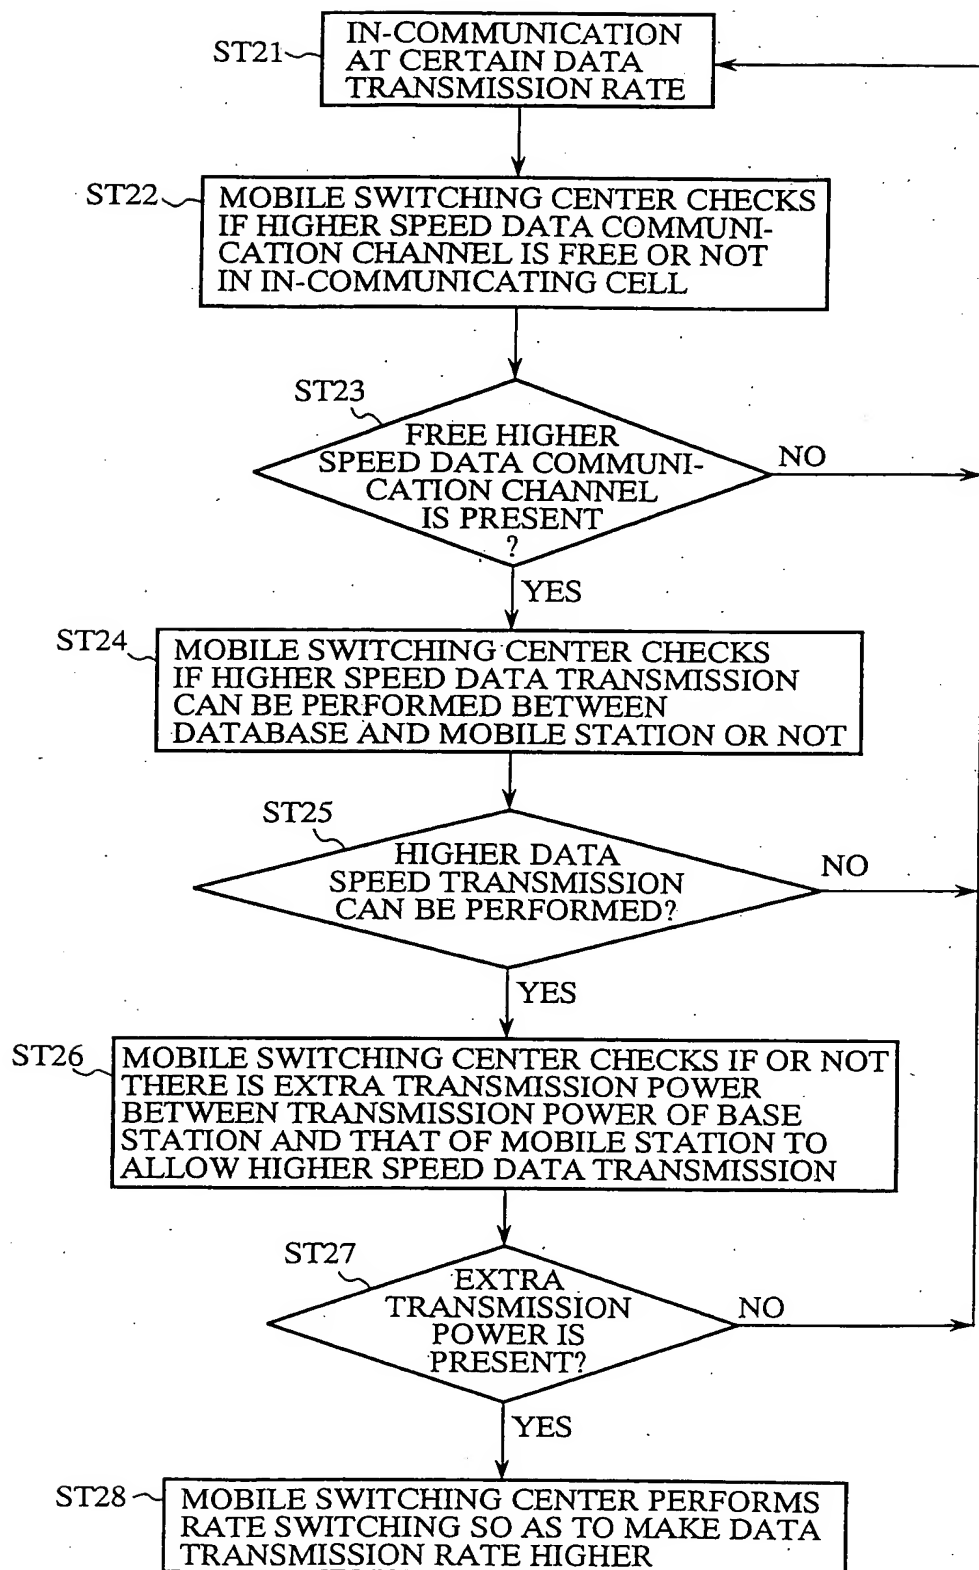 ST21
IN-COMMUNICATION
AT CERTAIN DATA
TRANSMISSION RATE
ST22
MOBILE SWITCHING CENTER CHECKS
IF HIGHER SPEED DATA COMMUNI-
CATION CHANNEL IS FREE OR NOT
IN IN-COMMUNICATING CELL
ST23
FREE HIGHER
SPEED DATA COMMUNI-
CATION CHANNEL
IS PRESENT
?
NO
YES
ST24
MOBILE SWITCHING CENTER CHECKS
IF HIGHER SPEED DATA TRANSMISSION
CAN BE PERFORMED BETWEEN
DATABASE AND MOBILE STATION OR NOT
ST25
HIGHER DATA
SPEED TRANSMISSION
CAN BE PERFORMED?
NO
YES
ST26
MOBILE SWITCHING CENTER CHECKS IF OR NOT
THERE IS EXTRA TRANSMISSION POWER
BETWEEN TRANSMISSION POWER OF BASE
STATION AND THAT OF MOBILE STATION TO
ALLOW HIGHER SPEED DATA TRANSMISSION
ST27
EXTRA
TRANSMISSION
POWER IS
PRESENT?
NO
YES
ST28
MOBILE SWITCHING CENTER PERFORMS
RATE SWITCHING SO AS TO MAKE DATA
TRANSMISSION RATE HIGHER